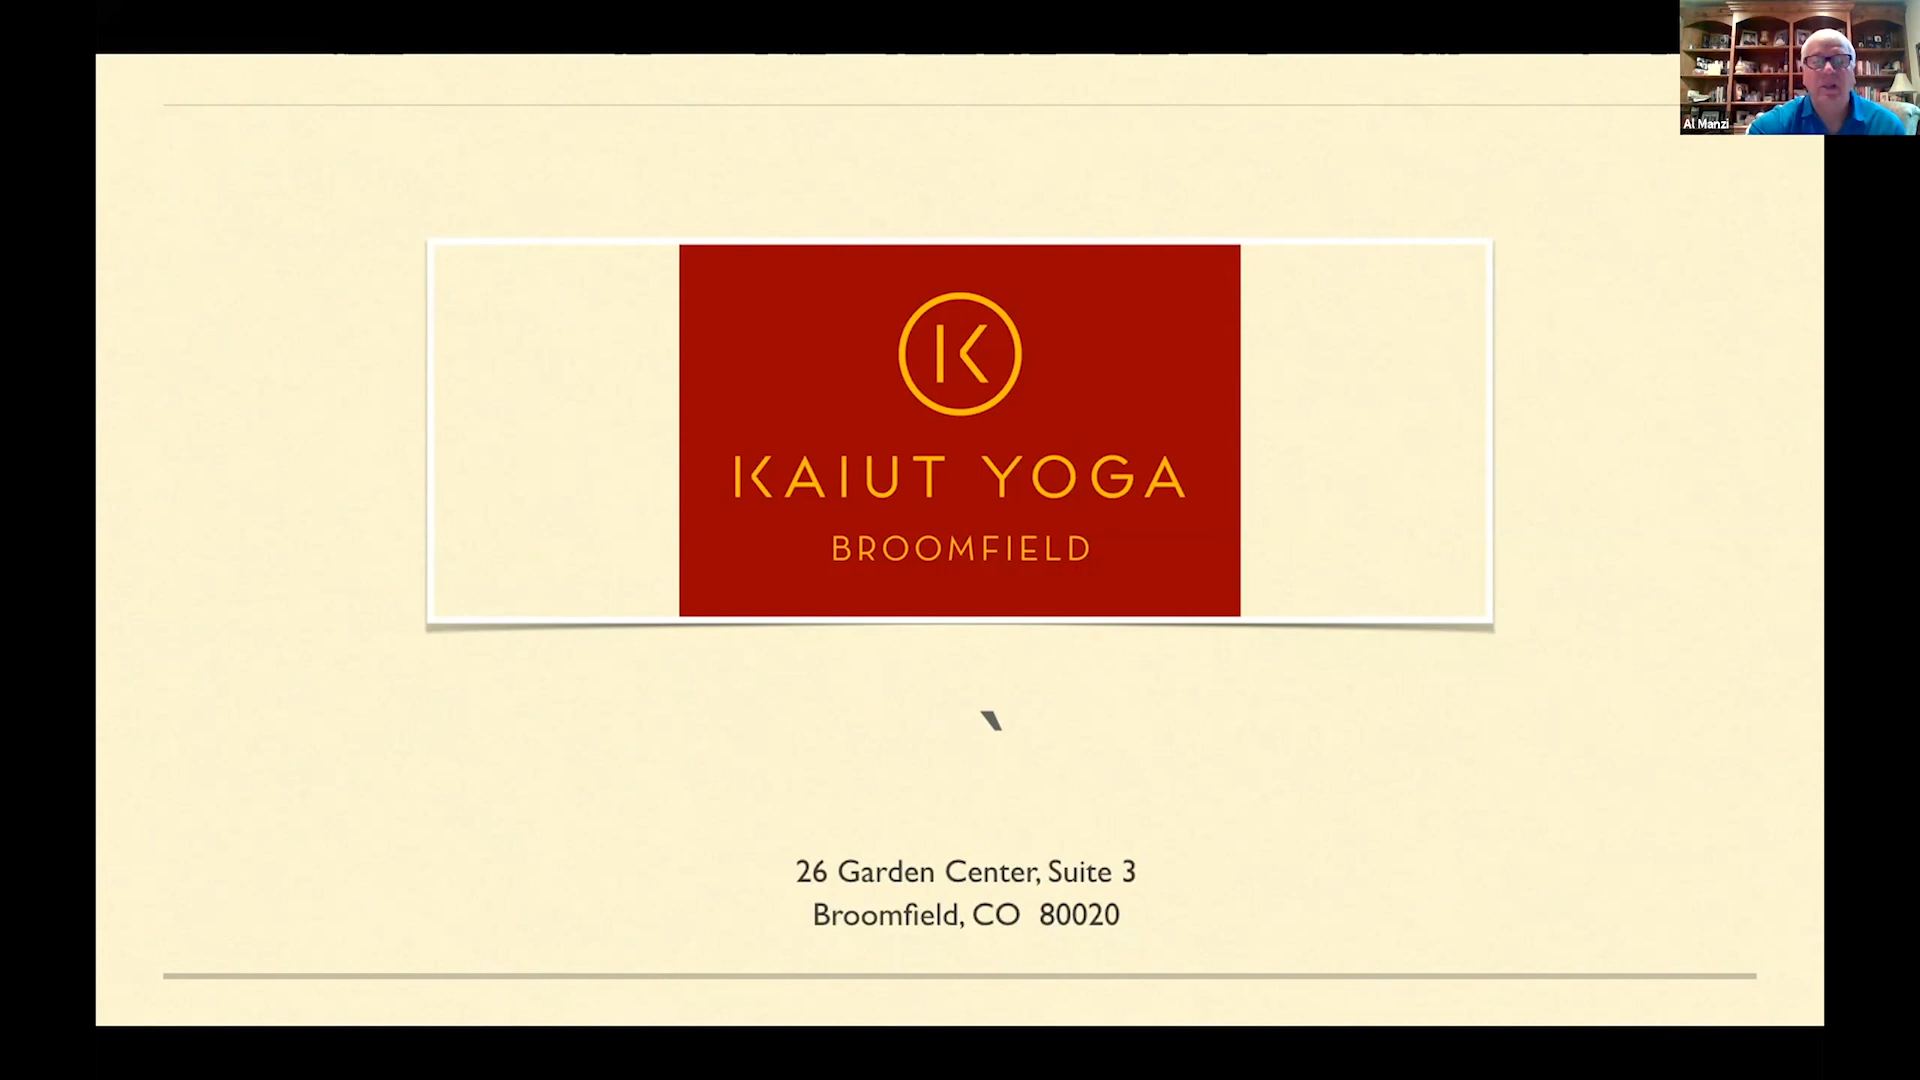 Al Manzi
K
KAIUT YOGA
BROOMFIELD
`
26 Garden Center, Suite 3
Broomfield, CO  80020